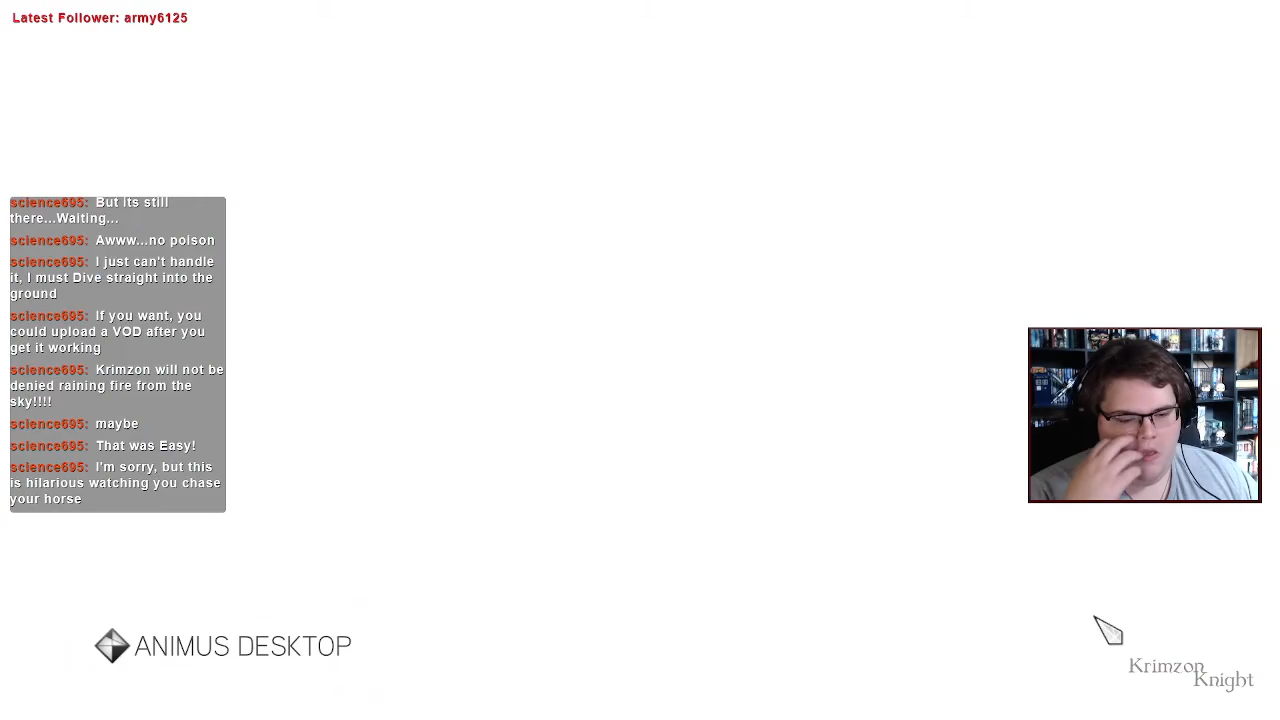 Latest Follower: army6125
science695: But its still
there...Waiting...
science695: Awww...no poison
science695: I just can't handle
it, I must Dive straight into the
ground
science695: If you want, you
could upload a VOD after you
get it working
science695: Krimzon will not be
denied raining fire from the
sky!!!!
science695: maybe
science695: That was Easy!
science695: I'm sorry, but this
is hilarious watching you chase
your horse
ANIMUS DESKTOP
Krimzon
Knight